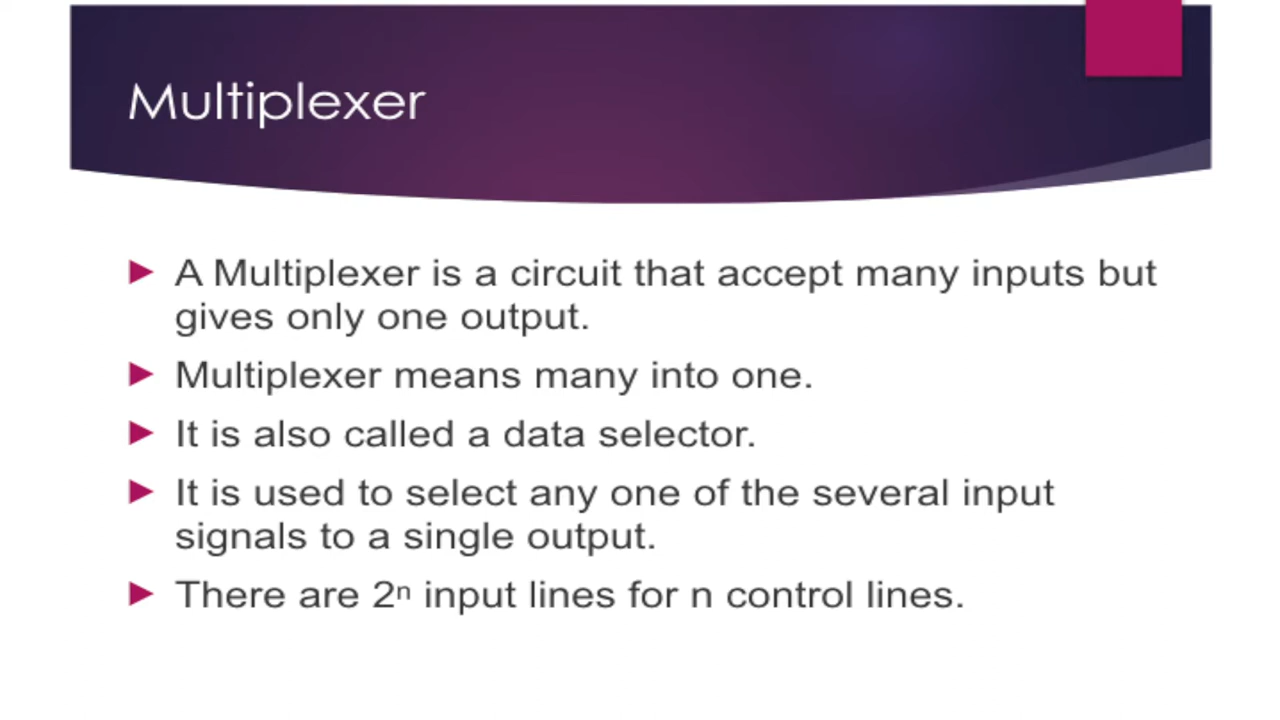 Multiplexer
A Multiplexer is a circuit that accept many inputs but
gives only one output.
Multiplexer means many into one.
It is also called a data selector.
It is used to select any one of the several input
signals to a single output.
There are 2ⁿ input lines for n control lines.